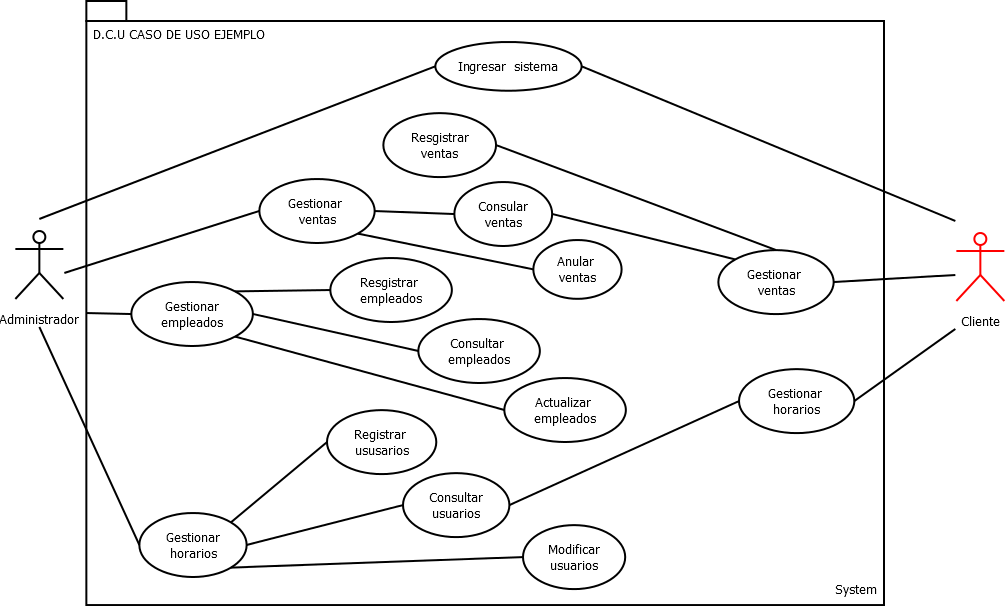 D.C.U CASO DE USO EJEMPLO
Ingresar sistema
Resgistrar
ventas
Gestionar
ventas
Consular
ventas
Anular
ventas
Gestionar
ventas
Resgistrar
empleados
Gestionar
empleados
Administrador
Cliente
Consultar
empleados
Actualizar
empleados
Gestionar
horarios
Registrar
ususarios
Consultar
usuarios
Gestionar
horarios
Modificar
usuarios
System